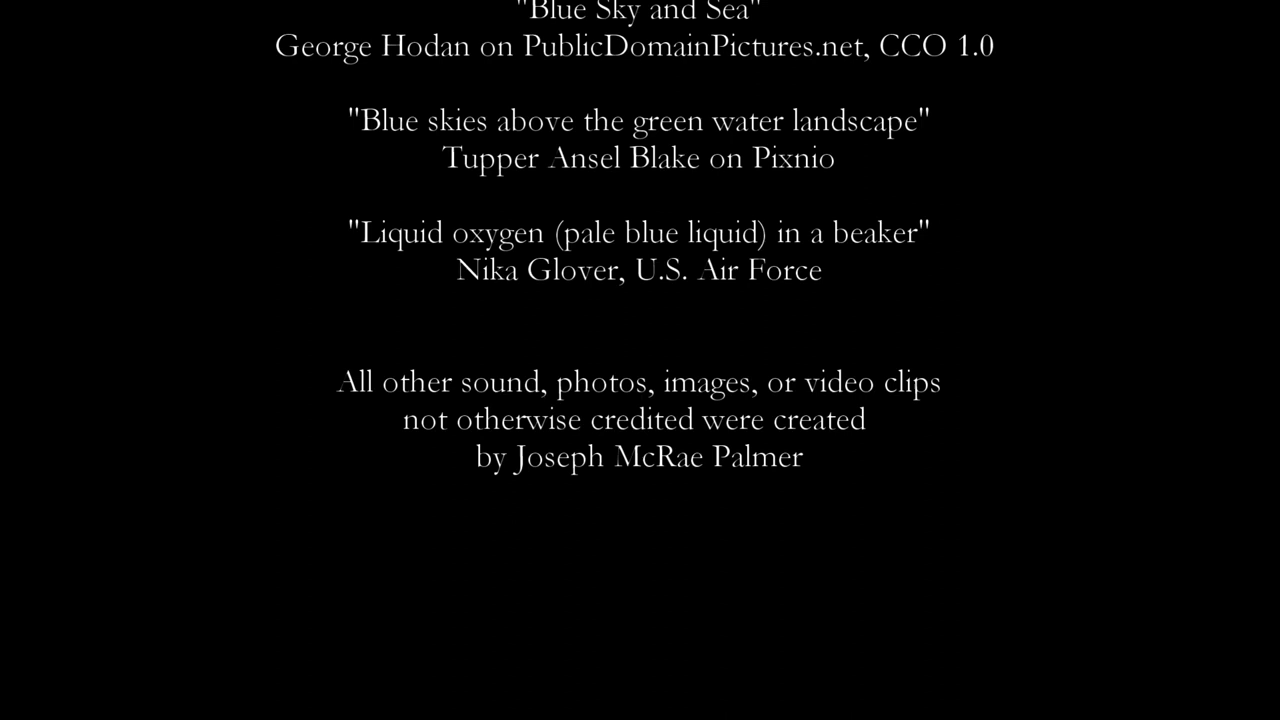 "Blue Sky and Sea"
George Hodan on PublicDomainPictures.net, CCO 1.0
"Blue skies above the green water landscape"
Tupper Ansel Blake on Pixnio
"Liquid oxygen (pale blue liquid) in a beaker"
Nika Glover, U.S. Air Force
All other sound, photos, images, or video clips
not otherwise credited were created
by Joseph McRae Palmer